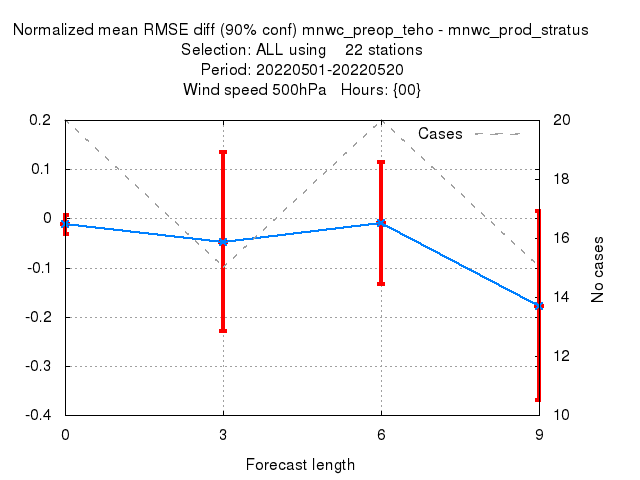 Normalized mean RMSE diff (90% conf) mnwc_preop_teho - mnwc_prod_stratus
Selection: ALL using 22 stations
Period: 20220501-20220520
Wind speed 500hPa Hours: {00}
Cases
0.2
0.1
0
-0.1
-0.2
-0.3
-0.4
20
18
16
14
12
10
No cases
0 3 6 9
Forecast length